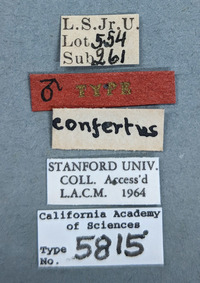 L.S.Jr.U.
Lot 554
Sub 261
♂ TYPE
confertus
STANFORD UNIV.
COLL. Access'd
L.A.C.M. 1964
California Academy
of Sciences
Type
No. 5815